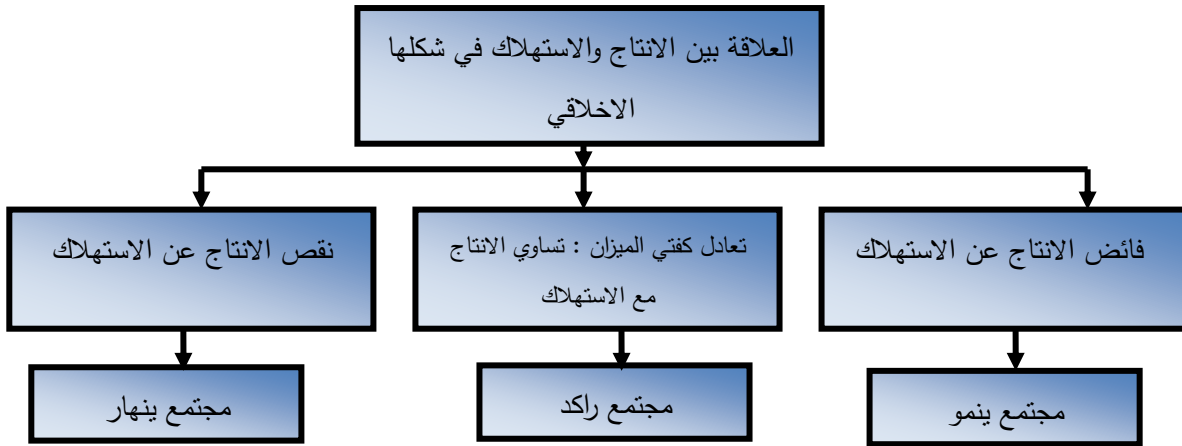 العلاقة بين الانتاج والاستهلاك في شكلها
الاخلاقي
فائض الانتاج عن الاستهلاك
تعادل كفتي الميزان : تساوي الانتاج
مع الاستهلاك
نقص الانتاج عن الاستهلاك
مجتمع ينمو
مجتمع راكد
مجتمع ينهار